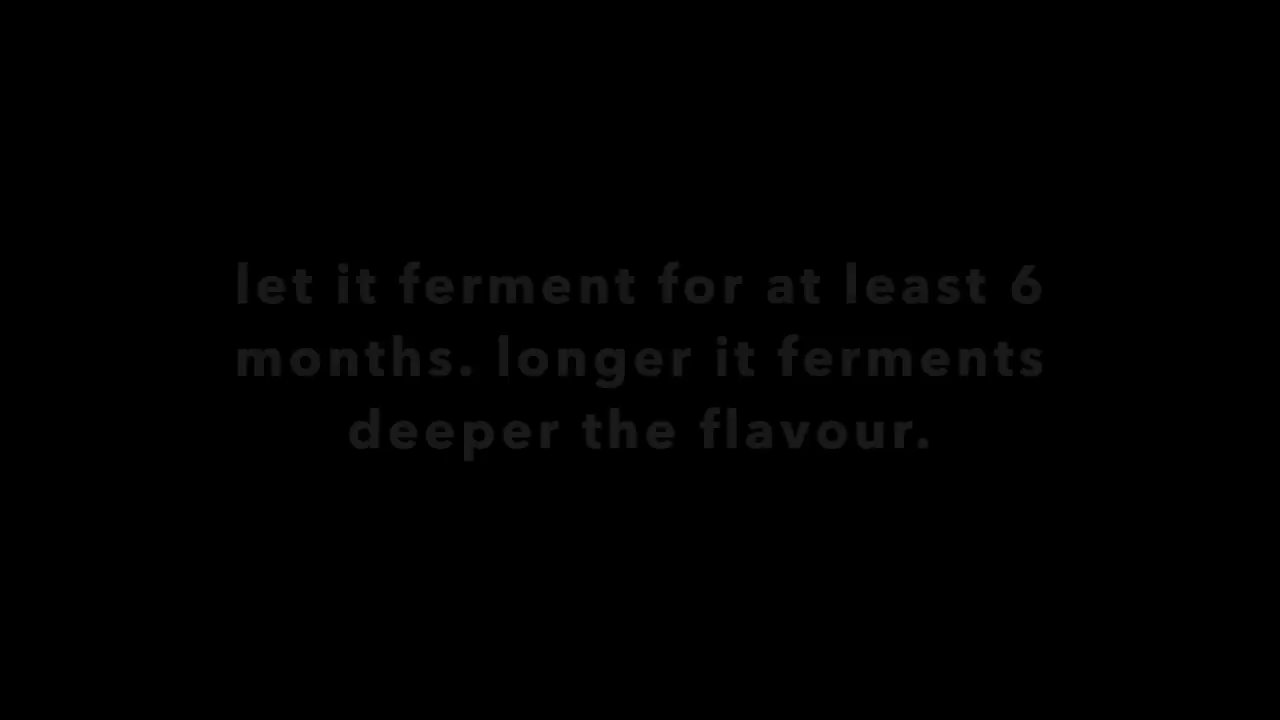 let it ferment for at least 6
months. longer it ferments
deeper the flavour.